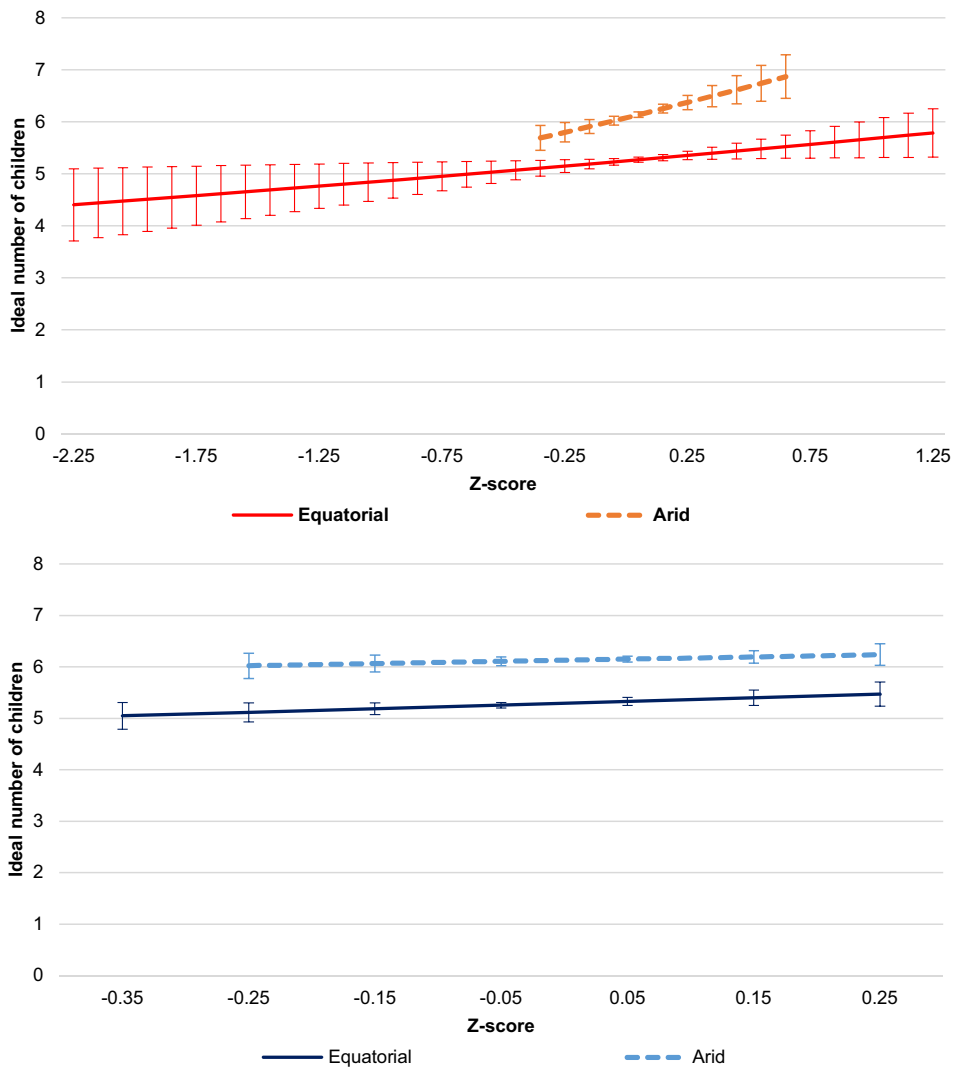 8
7
6
5
4
3
2
1
0
Ideal number of children
-2.25 -1.75 -1.25 -0.75 -0.25 0.25 0.75 1.25
Z-score
Equatorial Arid
8
7
6
5
4
3
2
1
0
Ideal number of children
-0.35 -0.25 -0.15 -0.05 0.05 0.15 0.25
Z-score
Equatorial Arid